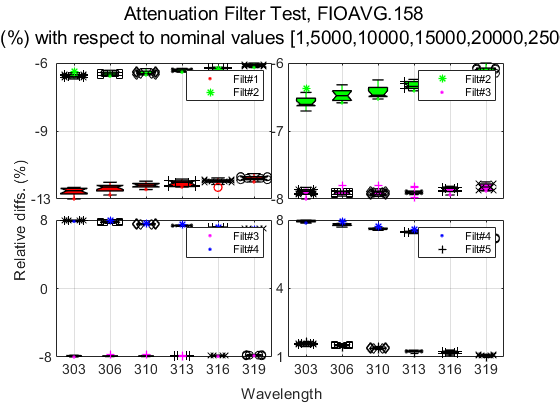 Attenuation Filter Test, FIOAVG.158
(%) with respect to nominal values [1,5000,10000,15000,20000,250
-6
-9
-13
Filt#1
Filt#2
-6
-7
-8
Filt#2
Filt#3
Relative diffs. (%)
8
0
-8
Filt#3
Filt#4
303 306 310 313 316 319
8
4
1
Filt#4
Filt#5
303 306 310 313 316 319
Wavelength